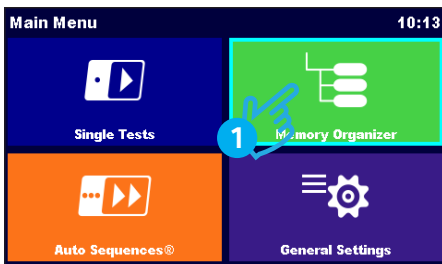 Main Menu 10:13
Single Tests
Memory Organizer
1
Auto Sequences®
General Settings